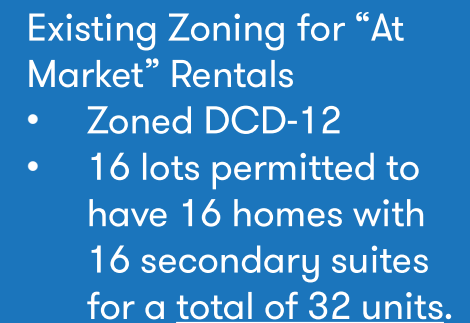 Existing Zoning for “At
Market” Rentals
• Zoned DCD-12
• 16 lots permitted to
have 16 homes with
16 secondary suites
for a total of 32 units.